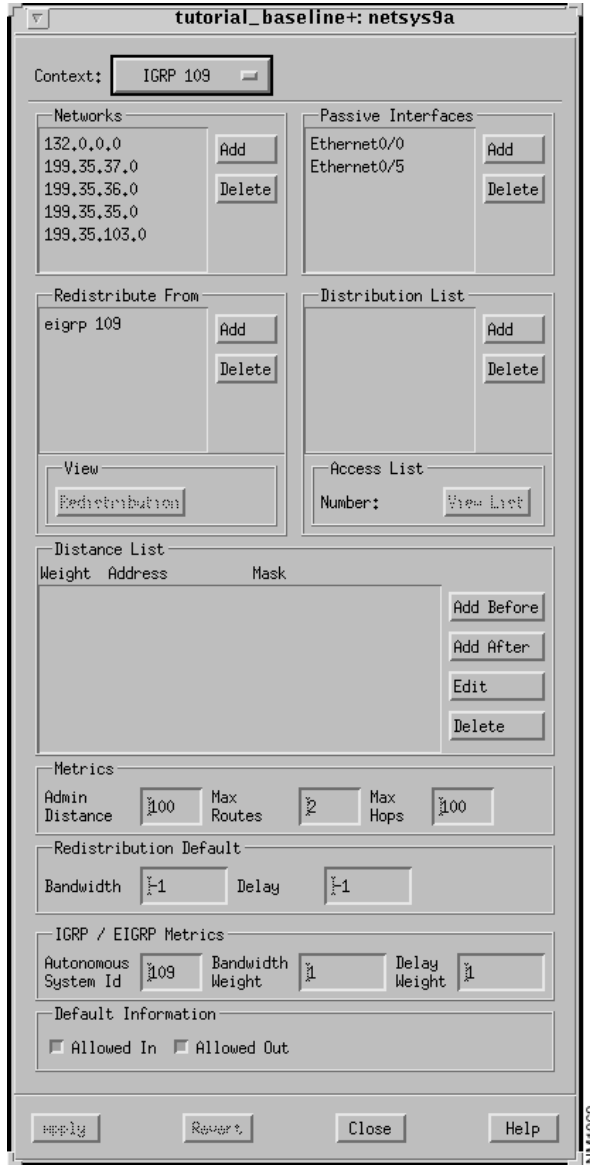 tutorial_baseline+: netsys9a
Context: IGRP 109
Networks
132.0.0.0
199.35.37.0
199.35.36.0
199.35.35.0
199.35.103.0
Add
Delete
Passive Interfaces
Ethernet0/0
Ethernet0/5
Add
Delete
Redistribute From
eigrp 109
Add
Delete
View
Redistribution
Distribution List
Add
Delete
Access List
Number: View List
Distance List
Weight Address Mask
Add Before
Add After
Edit
Delete
Metrics
Admin Distance 100 Max Routes 2 Max Hops 100
Redistribution Default
Bandwidth -1 Delay -1
IGRP / EIGRP Metrics
Autonomous System Id 109 Bandwidth Weight 1 Delay Weight 1
Default Information
Allowed In Allowed Out
Apply Revert Close Help